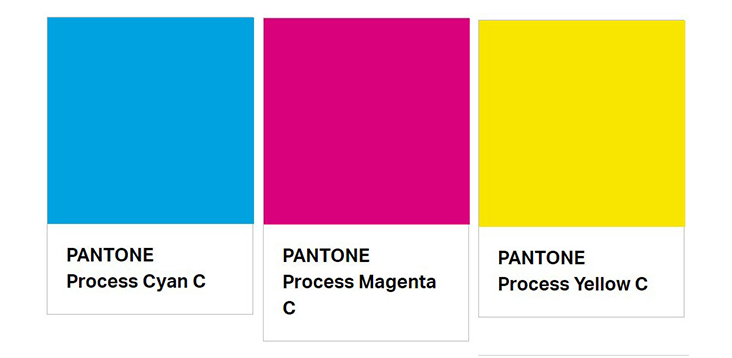 PANTONE
Process Cyan C
PANTONE
Process Magenta
C
PANTONE
Process Yellow C